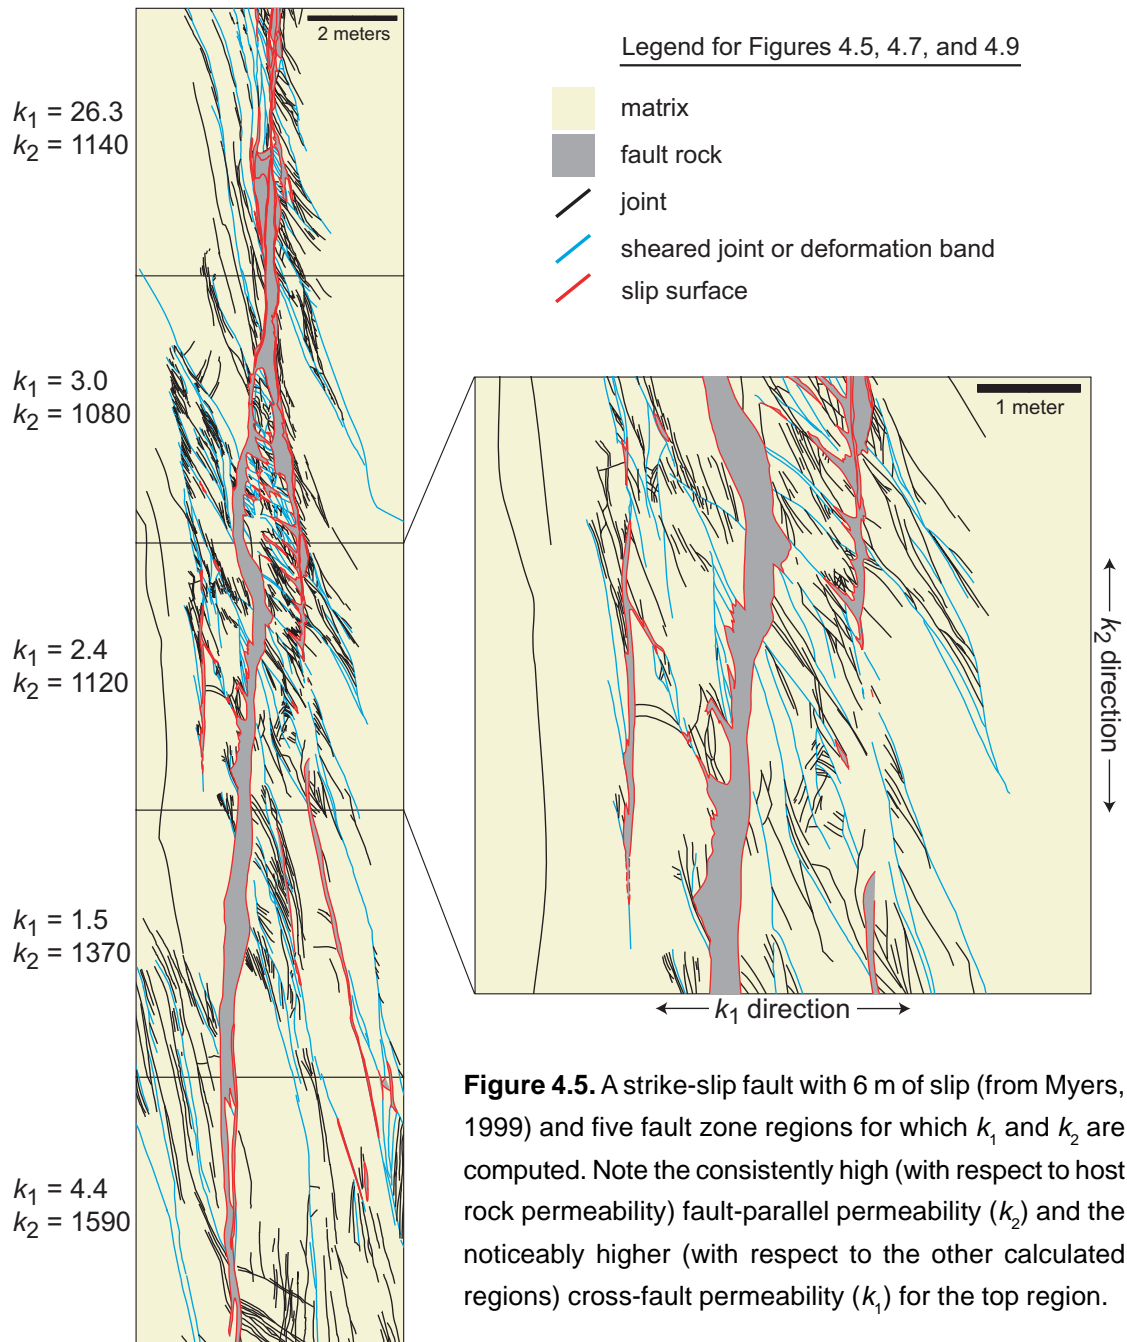 2 meters
Legend for Figures 4.5, 4.7, and 4.9
matrix
fault rock
joint
sheared joint or deformation band
slip surface
k1 = 26.3
k2 = 1140
k1 = 3.0
k2 = 1080
k1 = 2.4
k2 = 1120
k1 = 1.5
k2 = 1370
k1 = 4.4
k2 = 1590
1 meter
k2 direction
k1 direction
Figure 4.5. A strike-slip fault with 6 m of slip (from Myers,
1999) and five fault zone regions for which k1 and k2 are
computed. Note the consistently high (with respect to host
rock permeability) fault-parallel permeability (k2) and the
noticeably higher (with respect to the other calculated
regions) cross-fault permeability (k1) for the top region.